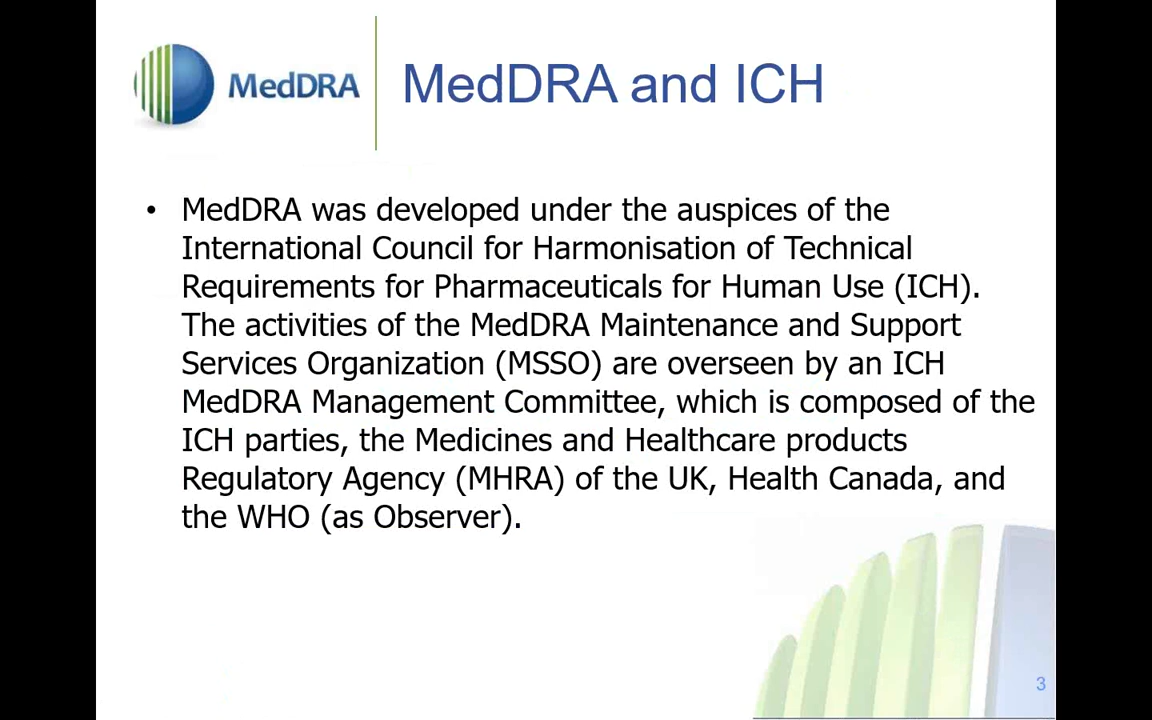 MedDRA
MedDRA and ICH
• MedDRA was developed under the auspices of the
International Council for Harmonisation of Technical
Requirements for Pharmaceuticals for Human Use (ICH).
The activities of the MedDRA Maintenance and Support
Services Organization (MSSO) are overseen by an ICH
MedDRA Management Committee, which is composed of the
ICH parties, the Medicines and Healthcare products
Regulatory Agency (MHRA) of the UK, Health Canada, and
the WHO (as Observer).
3